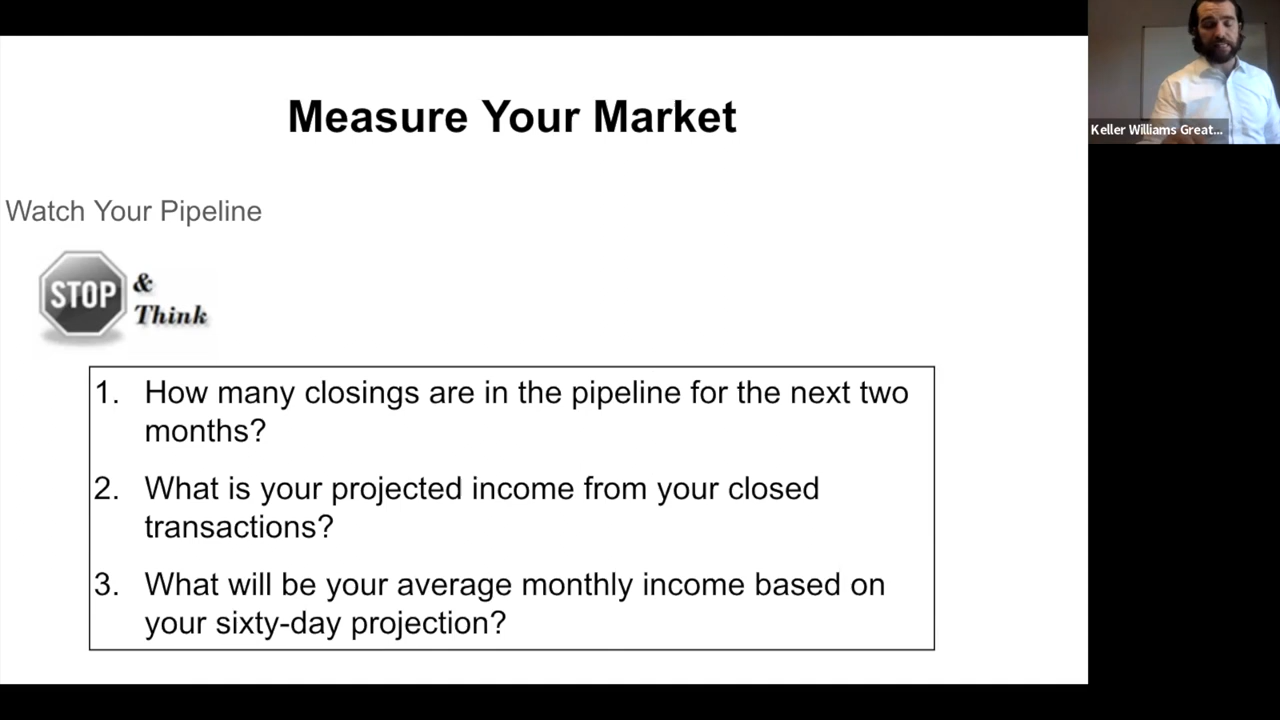 Measure Your Market
Keller Williams Great...
Watch Your Pipeline
STOP
&
Think
1. How many closings are in the pipeline for the next two
months?
2. What is your projected income from your closed
transactions?
3. What will be your average monthly income based on
your sixty-day projection?